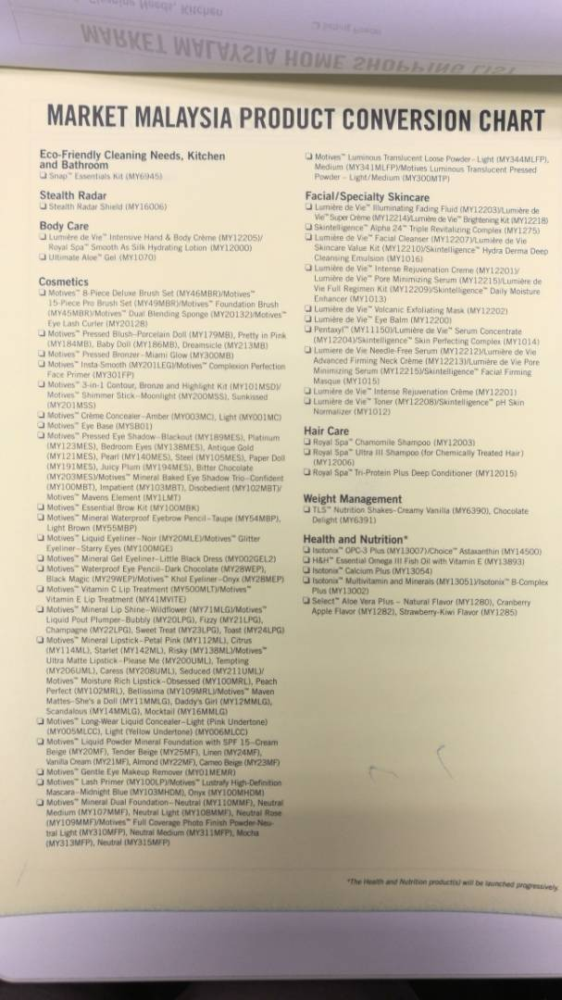 Cleaning Needs, Kitchen
MARKET MALAYSIA HOME SHOPPING LIST
MARKET MALAYSIA PRODUCT CONVERSION CHART
Eco-Friendly Cleaning Needs, Kitchen
and Bathroom
❑ Snap™ Essentials Kit (MY6945)
Stealth Radar
❑ Stealth Radar Shield (MY16006)
Body Care
❑ Lumière de Vie™ Intensive Hand & Body Crème (MY12205)/
Royal Spa™ Smooth As Silk Hydrating Lotion (MY12000)
❑ Ultimate Aloe™ Gel (MY1070)
Cosmetics
❑ Motives™ 8-Piece Deluxe Brush Set (MY46MBR)/Motives™
15-Piece Pro Brush Set (MY49MBR)/Motives™ Foundation Brush
(MY45MBR)/Motives™ Dual Blending Sponge (MY20132)/Motives™
Eye Lash Curler (MY20128)
❑ Motives™ Pressed Blush–Porcelain Doll (MY179MB), Pretty in Pink
(MY184MB), Baby Doll (MY186MB), Dreamsicle (MY213MB)
❑ Motives™ Pressed Bronzer–Miami Glow (MY300MB)
❑ Motives™ Insta-Smooth (MY201LEG)/Motives™ Complexion Perfection
Face Primer (MY301FP)
❑ Motives™ 3-in-1 Contour, Bronze and Highlight Kit (MY101MSD)/
Motives™ Shimmer Stick–Moonlight (MY200MSS), Sunkissed
(MY201MSS)
❑ Motives™ Crème Concealer–Amber (MY003MC), Light (MY001MC)
❑ Motives™ Eye Base (MYSB01)
❑ Motives™ Pressed Eye Shadow–Blackout (MY189MES), Platinum
(MY123MES), Bedroom Eyes (MY138MES), Antique Gold
(MY121MES), Pearl (MY140MES), Steel (MY105MES), Paper Doll
(MY191MES), Juicy Plum (MY194MES), Bitter Chocolate
(MY203MES)/Motives™ Mineral Baked Eye Shadow Trio–Confident
(MY100MBT), Impatient (MY103MBT), Disobedient (MY102MBT)/
Motives™ Mavens Element (MY1LMT)
❑ Motives™ Essential Brow Kit (MY100MBK)
❑ Motives™ Mineral Waterproof Eyebrow Pencil–Taupe (MY54MBP),
Light Brown (MY55MBP)
❑ Motives™ Liquid Eyeliner–Noir (MY20MLE)/Motives™ Glitter
Eyeliner–Starry Eyes (MY100MGE)
❑ Motives™ Mineral Gel Eyeliner–Little Black Dress (MY002GEL2)
❑ Motives™ Waterproof Eye Pencil–Dark Chocolate (MY28WEP),
Black Magic (MY29WEP)/Motives™ Khol Eyeliner–Onyx (MY28MEP)
❑ Motives™ Vitamin C Lip Treatment (MY500MLT)/Motives™
Vitamin E Lip Treatment (MY41MVITE)
❑ Motives™ Mineral Lip Shine–Wildflower (MY71MLG)/Motives™
Liquid Pout Plumper–Bubbly (MY20LPG), Fizzy (MY21LPG),
Champagne (MY22LPG), Sweet Treat (MY23LPG), Toast (MY24LPG)
❑ Motives™ Mineral Lipstick–Petal Pink (MY112ML), Citrus
(MY114ML), Starlet (MY142ML), Risky (MY138ML)/Motives™
Ultra Matte Lipstick–Please Me (MY200UML), Tempting
(MY206UML), Caress (MY208UML), Seduced (MY211UML)/
Motives™ Moisture Rich Lipstick–Obsessed (MY100MRL), Peach
Perfect (MY102MRL), Bellissima (MY109MRL)/Motives™ Maven
Mattes–She's a Doll (MY11MMLG), Daddy's Girl (MY12MMLG),
Scandalous (MY14MMLG), Mocktail (MY16MMLG)
❑ Motives™ Long-Wear Liquid Concealer–Light (Pink Undertone)
(MY005MLCC), Light (Yellow Undertone) (MY006MLCC)
❑ Motives™ Liquid Powder Mineral Foundation with SPF 15–Cream
Beige (MY20MF), Tender Beige (MY25MF), Linen (MY24MF),
Vanilla Cream (MY21MF), Almond (MY22MF), Cameo Beige (MY23MF)
❑ Motives™ Gentle Eye Makeup Remover (MY01MEMR)
❑ Motives™ Lash Primer (MY100LP)/Motives™ Lustrafy High-Definition
Mascara–Midnight Blue (MY103MHDM), Onyx (MY100MHDM)
❑ Motives™ Mineral Dual Foundation–Neutral (MY110MMF), Neutral
Medium (MY107MMF), Neutral Light (MY108MMF), Neutral Rose
(MY109MMF)/Motives™ Full Coverage Photo Finish Powder–Neu-
tral Light (MY310MFP), Neutral Medium (MY311MFP), Mocha
(MY313MFP), Neutral (MY315MFP)
❑ Motives™ Luminous Translucent Loose Powder–Light (MY344MLFP),
Medium (MY341MLFP)/Motives Luminous Translucent Pressed
Powder – Light/Medium (MY300MTP)
Facial/Specialty Skincare
❑ Lumière de Vie™ Illuminating Fading Fluid (MY12203)/Lumière de
Vie™ Super Crème (MY12214)/Lumière de Vie™ Brightening Kit (MY12218)
❑ Skintelligence™ Alpha 24™ Triple Revitalizing Complex (MY1275)
❑ Lumière de Vie™ Facial Cleanser (MY12207)/Lumière de Vie
Skincare Value Kit (MY12210)/Skintelligence™ Hydra Derma Deep
Cleansing Emulsion (MY1016)
❑ Lumière de Vie™ Intense Rejuvenation Creme (MY12201)/
Lumière de Vie™ Pore Minimizing Serum (MY12215)/Lumière de
Vie Full Regimen Kit (MY12209)/Skintelligence™ Daily Moisture
Enhancer (MY1013)
❑ Lumière de Vie™ Volcanic Exfoliating Mask (MY12202)
❑ Lumière de Vie™ Eye Balm (MY12200)
❑ Pentaxyl™ (MY11150)/Lumière de Vie™ Serum Concentrate
(MY12204)/Skintelligence™ Skin Perfecting Complex (MY1014)
❑ Lumiere de Vie Needle-Free Serum (MY12212)/Lumière de Vie
Advanced Firming Neck Crème (MY12213)/Lumière de Vie Pore
Minimizing Serum (MY12215)/Skintelligence™ Facial Firming
Masque (MY1015)
❑ Lumière de Vie™ Intense Rejuvenation Crème (MY12201)
❑ Lumière de Vie™ Toner (MY12208)/Skintelligence™ pH Skin
Normalizer (MY1012)
Hair Care
❑ Royal Spa™ Chamomile Shampoo (MY12003)
❑ Royal Spa™ Ultra III Shampoo (for Chemically Treated Hair)
(MY12006)
❑ Royal Spa™ Tri-Protein Plus Deep Conditioner (MY12015)
Weight Management
❑ TLS™ Nutrition Shakes-Creamy Vanilla (MY6390), Chocolate
Delight (MY6391)
Health and Nutrition*
❑ Isotonix™ OPC-3 Plus (MY13007)/Choice™ Astaxanthin (MY14500)
❑ H&H™ Essential Omega III Fish Oil with Vitamin E (MY13893)
❑ Isotonix™ Calcium Plus (MY13054)
❑ Isotonix™ Multivitamin and Minerals (MY13051)/Isotonix™ B-Complex
Plus (MY13002)
❑ Select™ Aloe Vera Plus – Natural Flavor (MY1280), Cranberry
Apple Flavor (MY1282), Strawberry-Kiwi Flavor (MY1285)
*The Health and Nutrition product(s) will be launched progressively.